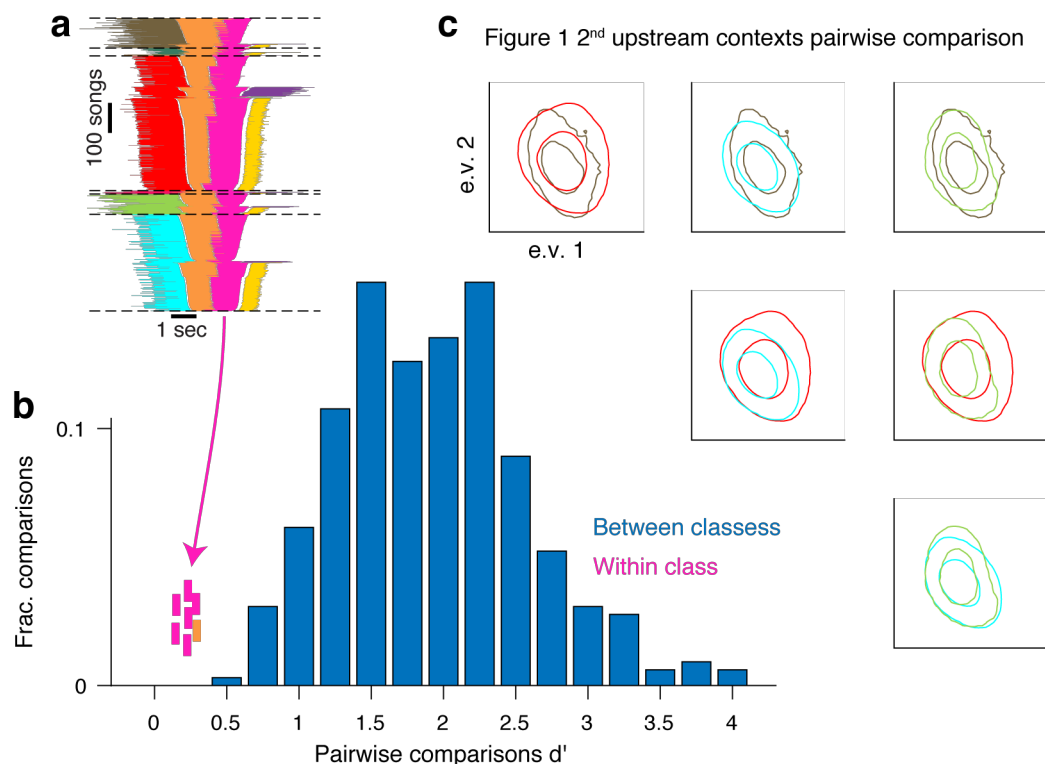 a
100 songs
1 sec
c
Figure 1 2nd upstream contexts pairwise comparison
e.v. 2
e.v. 1
b
Frac. comparisons
0.1
0
Between classess
Within class
0 0.5 1 1.5 2 2.5 3 3.5 4
Pairwise comparisons d'